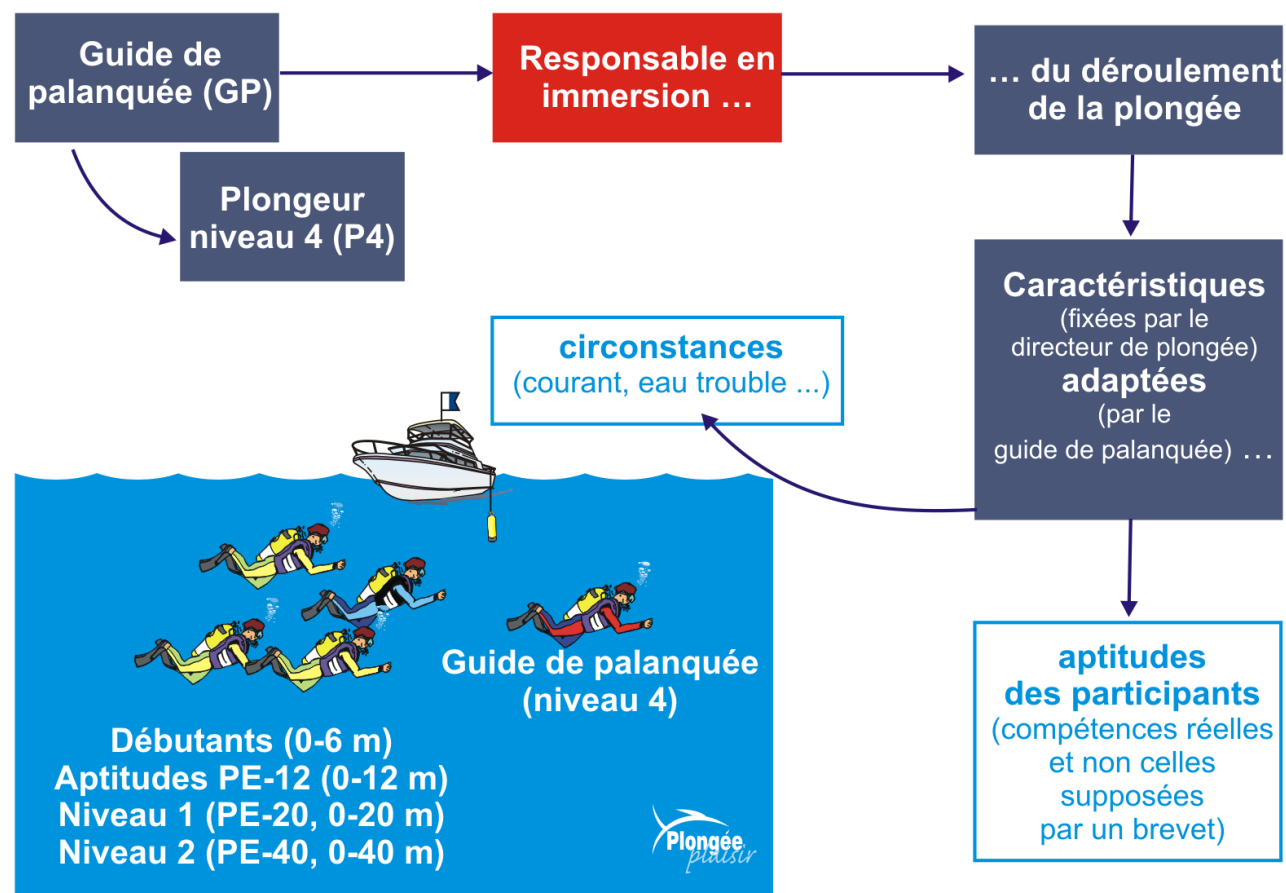 Guide de
palanquée (GP)
Responsable en
immersion …
… du déroulement
de la plongée
Plongeur
niveau 4 (P4)
Caractéristiques
(fixées par le
directeur de plongée)
adaptées
(par le
guide de palanquée) …
circonstances
(courant, eau trouble ...)
aptitudes
des participants
(compétences réelles
et non celles
supposées
par un brevet)
Guide de palanquée
(niveau 4)
Débutants (0-6 m)
Aptitudes PE-12 (0-12 m)
Niveau 1 (PE-20, 0-20 m)
Niveau 2 (PE-40, 0-40 m)
Plongée
plaisir